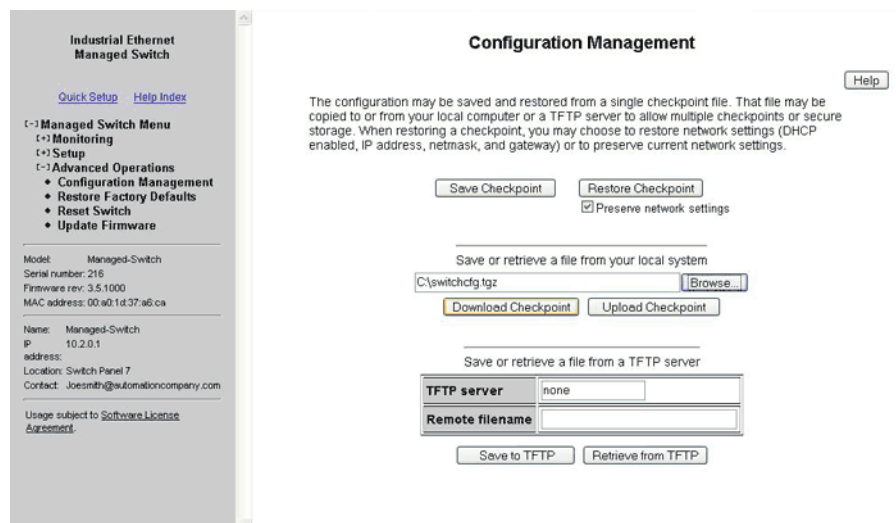 Industrial Ethernet
Managed Switch
Quick Setup Help Index
[-] Managed Switch Menu
[+] Monitoring
[+] Setup
[-] Advanced Operations
◆ Configuration Management
◆ Restore Factory Defaults
◆ Reset Switch
◆ Update Firmware
Model: Managed-Switch
Serial number: 216
Firmware rev: 3.5.1000
MAC address: 00:a0:1d:37:a6:ca
Name: Managed-Switch
IP address: 10.2.0.1
Location: Switch Panel 7
Contact: Joesmith@automationcompany.com
Usage subject to Software License
Agreement.
Configuration Management
Help
The configuration may be saved and restored from a single checkpoint file. That file may be
copied to or from your local computer or a TFTP server to allow multiple checkpoints or secure
storage. When restoring a checkpoint, you may choose to restore network settings (DHCP
enabled, IP address, netmask, and gateway) or to preserve current network settings.
Save Checkpoint Restore Checkpoint
Preserve network settings
Save or retrieve a file from your local system
C:\switchcfg.tgz Browse...
Download Checkpoint Upload Checkpoint
Save or retrieve a file from a TFTP server
TFTP server none
Remote filename
Save to TFTP Retrieve from TFTP